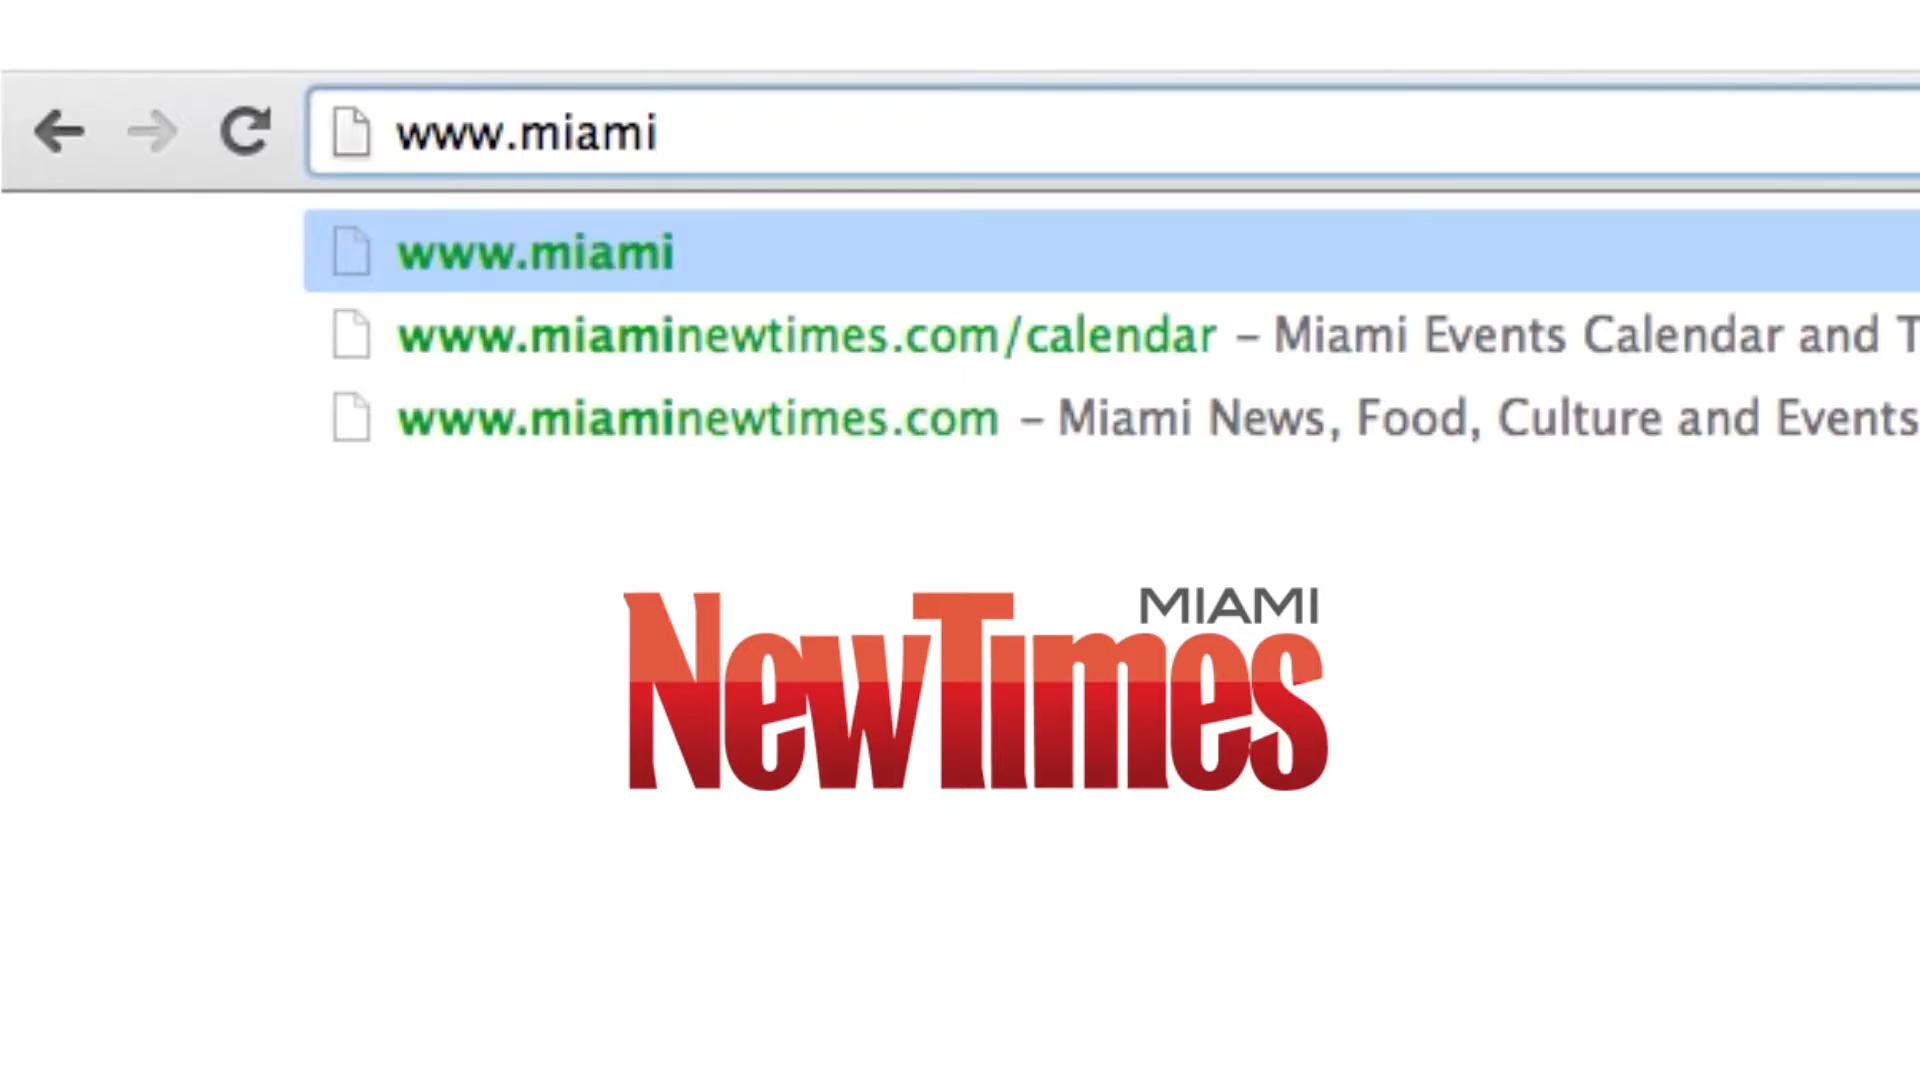 www.miami
www.miami
www.miaminewtimes.com/calendar – Miami Events Calendar and T
www.miaminewtimes.com – Miami News, Food, Culture and Events
MIAMI
NewTimes